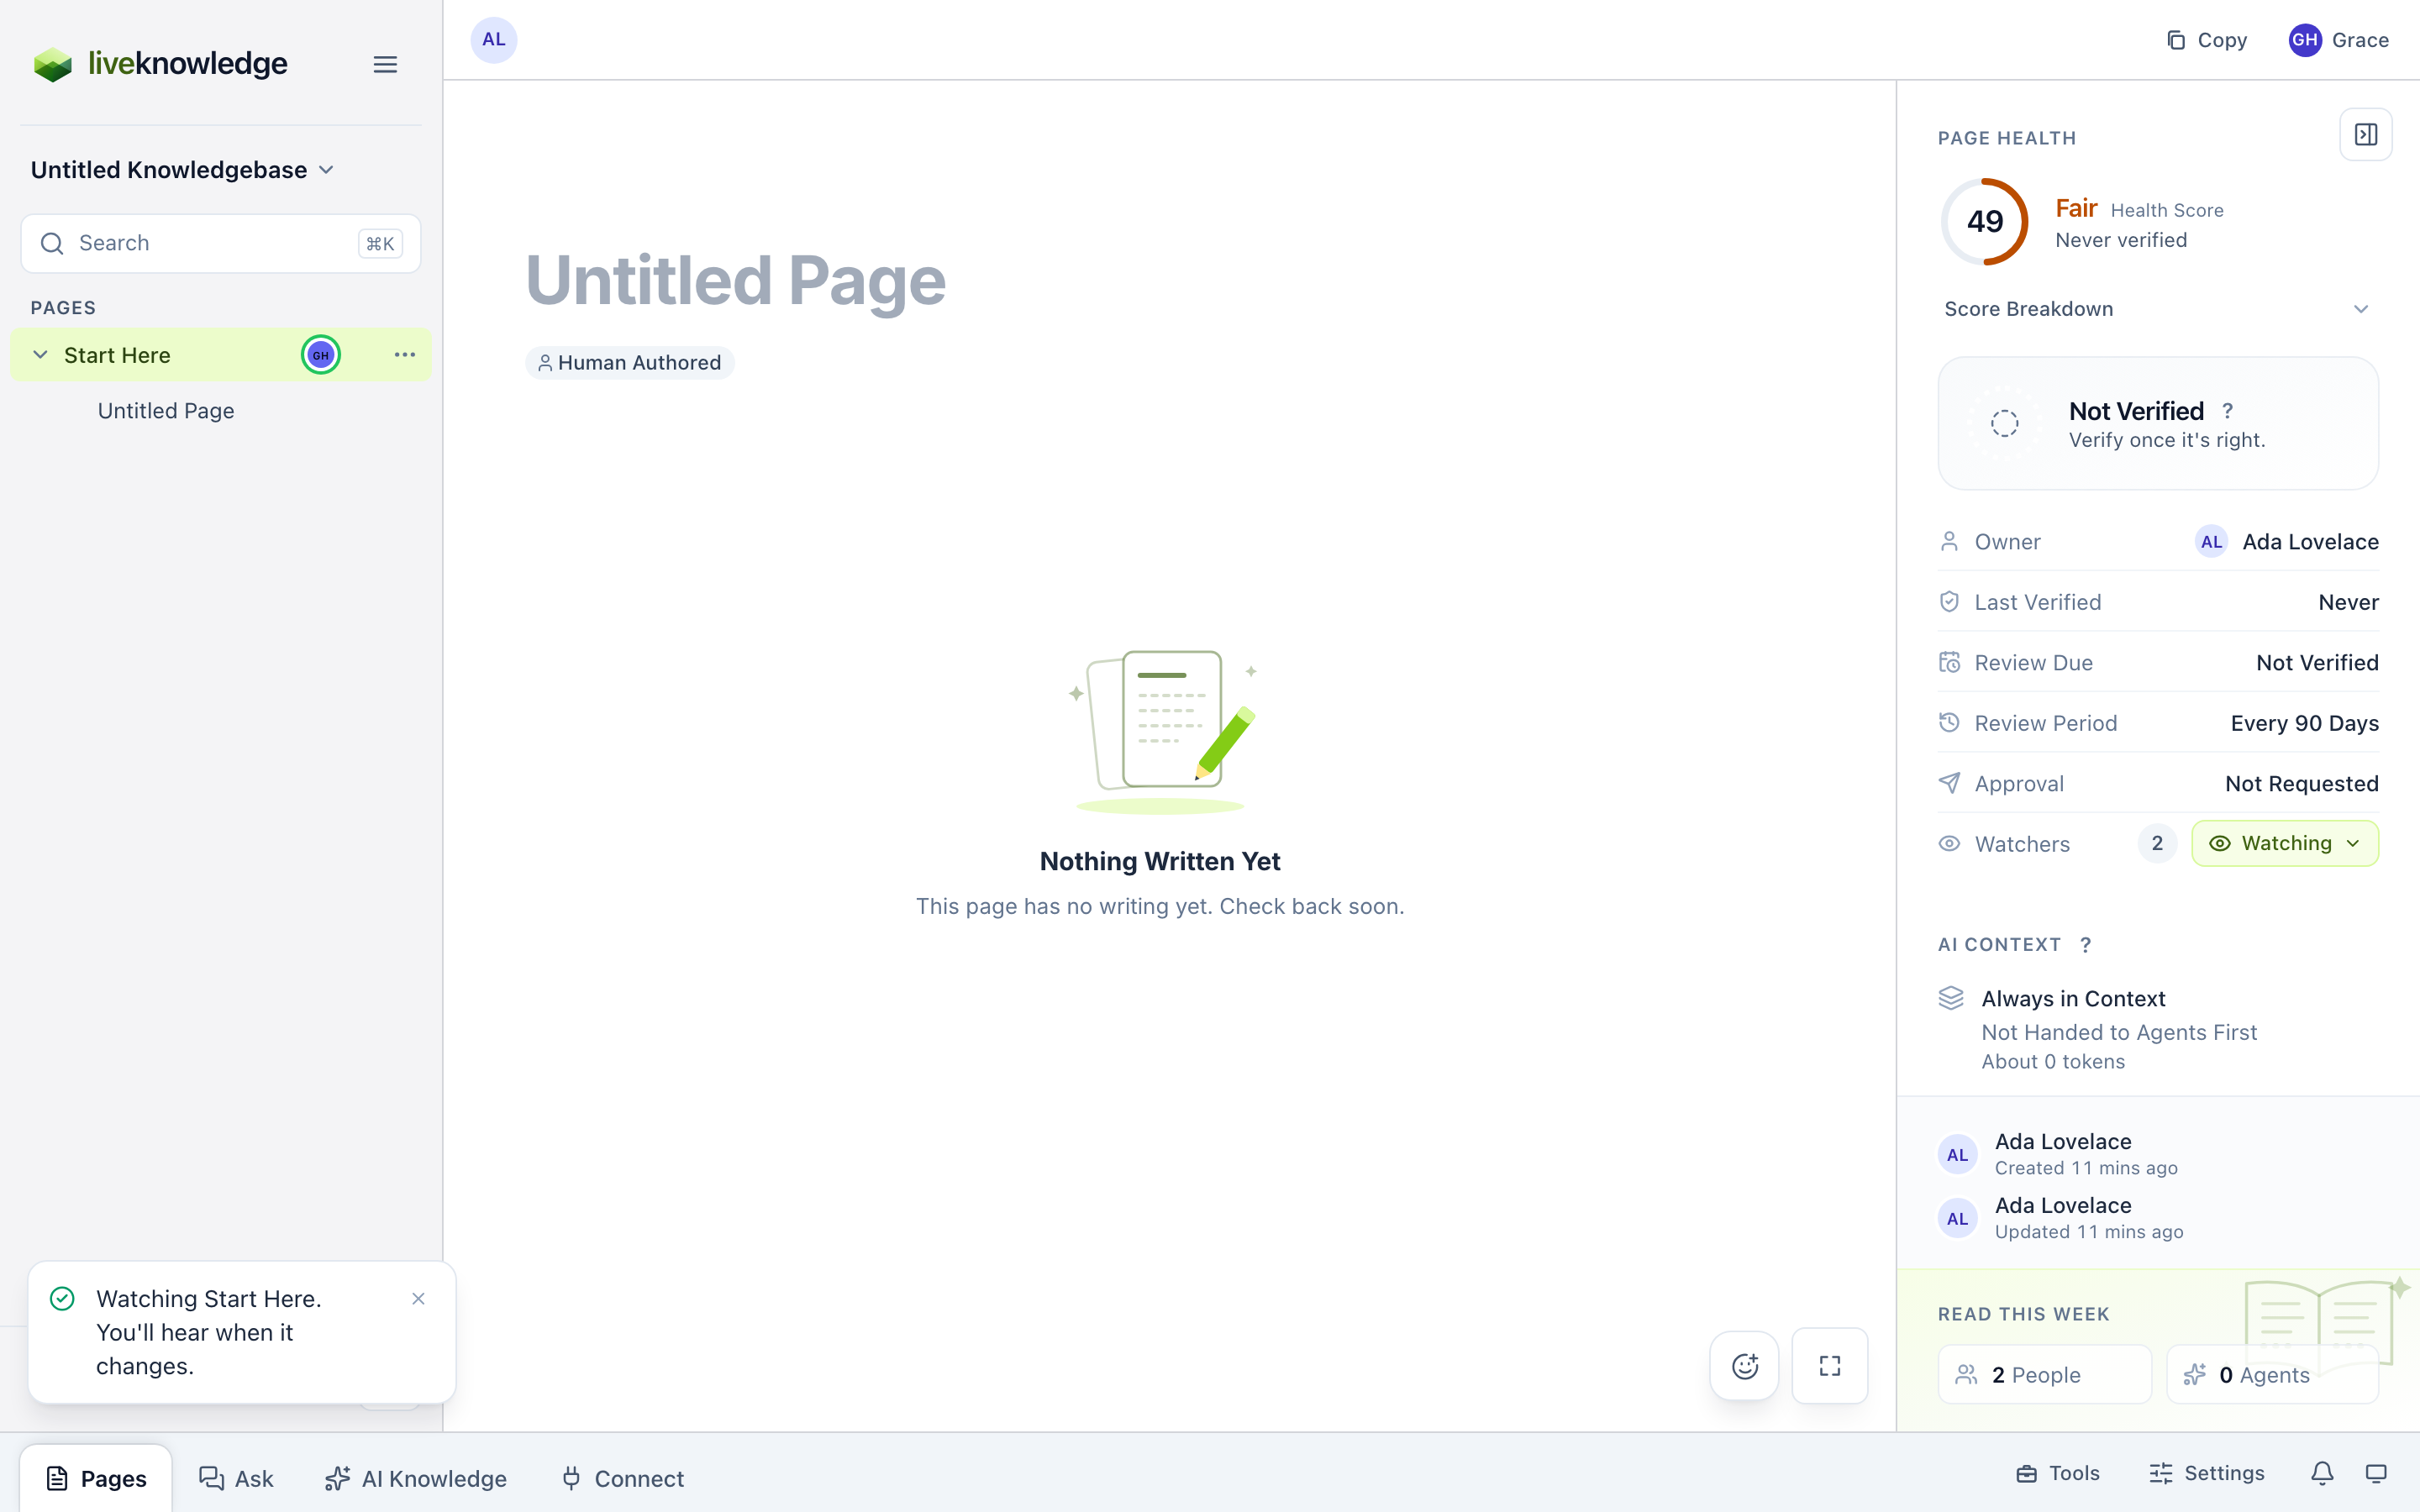 liveknowledge
Untitled Knowledgebase
Search ⌘K
PAGES
Start Here GH
Untitled Page
Watching Start Here.
You'll hear when it
changes.
AL
Copy GH Grace
Untitled Page
Human Authored
Nothing Written Yet
This page has no writing yet. Check back soon.
PAGE HEALTH
49
Fair Health Score
Never verified
Score Breakdown
Not Verified ?
Verify once it's right.
Owner AL Ada Lovelace
Last Verified Never
Review Due Not Verified
Review Period Every 90 Days
Approval Not Requested
Watchers 2 Watching
AI CONTEXT ?
Always in Context
Not Handed to Agents First
About 0 tokens
AL Ada Lovelace
Created 11 mins ago
AL Ada Lovelace
Updated 11 mins ago
READ THIS WEEK
2 People 0 Agents
Pages Ask AI Knowledge Connect Tools Settings